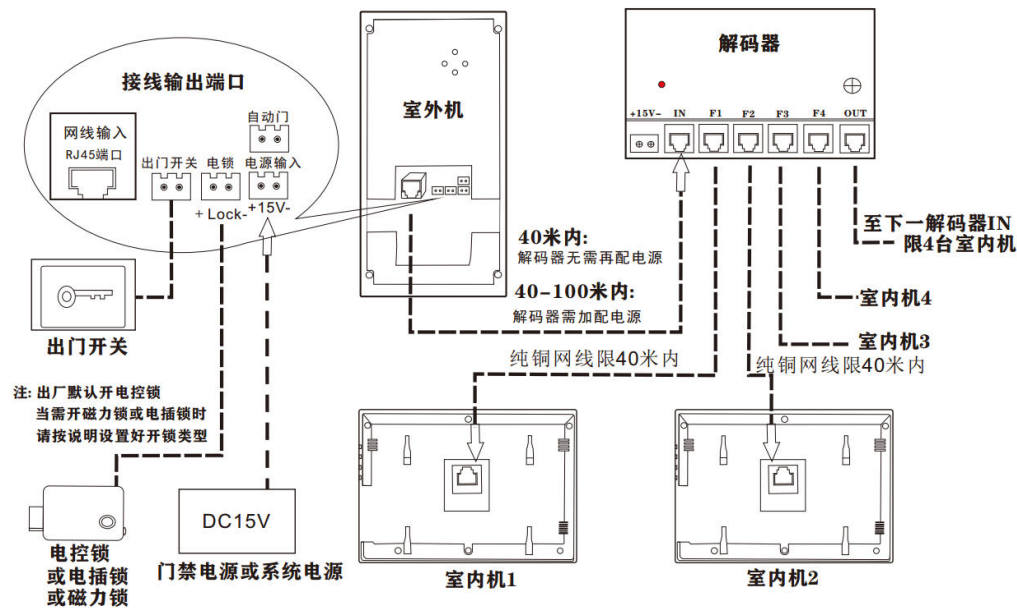 接线输出端口
网线输入
RJ45端口
自动门
出门开关
电锁
电源输入
+ Lock-
+15V-
出门开关
注: 出厂默认开电控锁
当需开磁力锁或电插锁时
请按说明设置好开锁类型
电控锁
或电插锁
或磁力锁
DC15V
门禁电源或系统电源
室外机
40米内:
解码器无需再配电源
40-100米内:
解码器需加配电源
解码器
+15V-
IN
F1
F2
F3
F4
OUT
至下一解码器IN
限4台室内机
室内机4
室内机3
纯铜网线限40米内
纯铜网线限40米内
室内机1
室内机2